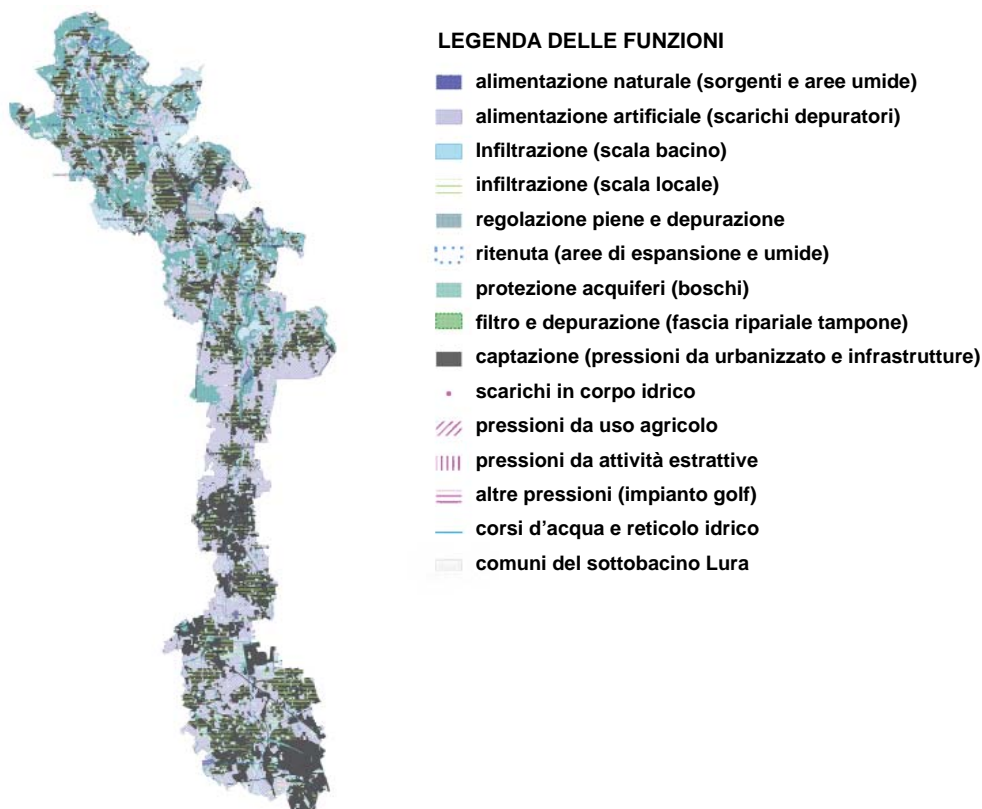 LEGENDA DELLE FUNZIONI
alimentazione naturale (sorgenti e aree umide)
alimentazione artificiale (scarichi depuratori)
Infiltrazione (scala bacino)
infiltrazione (scala locale)
regolazione piene e depurazione
ritenuta (aree di espansione e umide)
protezione acquiferi (boschi)
filtro e depurazione (fascia ripariale tampone)
captazione (pressioni da urbanizzato e infrastrutture)
scarichi in corpo idrico
pressioni da uso agricolo
pressioni da attività estrattive
altre pressioni (impianto golf)
corsi d'acqua e reticolo idrico
comuni del sottobacino Lura